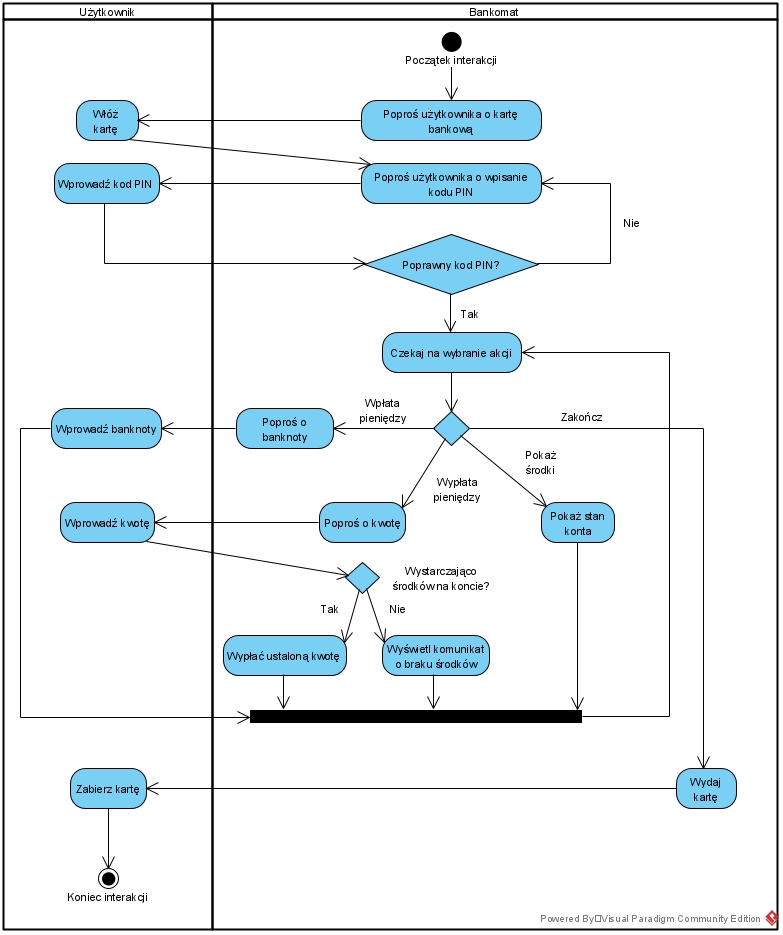 Użytkownik
Bankomat
Początek interakcji
Poproś użytkownika o kartę
bankową
Włóż
kartę
Poproś użytkownika o wpisanie
kodu PIN
Wprowadź kod PIN
Nie
Poprawny kod PIN?
Tak
Czekaj na wybranie akcji
Wpłata
pieniędzy
Zakończ
Poproś o
banknoty
Wprowadź banknoty
Pokaż
środki
Wypłata
pieniędzy
Poproś o kwotę
Wprowadź kwotę
Pokaż stan
konta
Wystarczająco
środków na koncie?
Tak
Nie
Wypłać ustaloną kwotę
Wyświetl komunikat
o braku środków
Zabierz kartę
Wydaj
kartę
Koniec interakcji
Powered By Visual Paradigm Community Edition